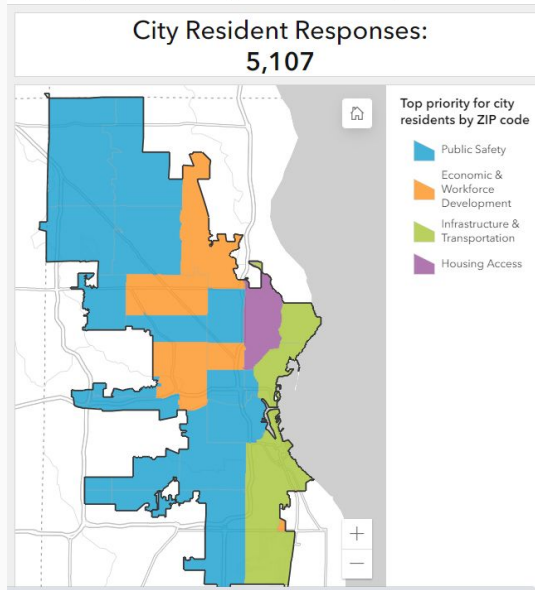 City Resident Responses:
5,107
Top priority for city
residents by ZIP code
Public Safety
Economic &
Workforce
Development
Infrastructure &
Transportation
Housing Access
+
−